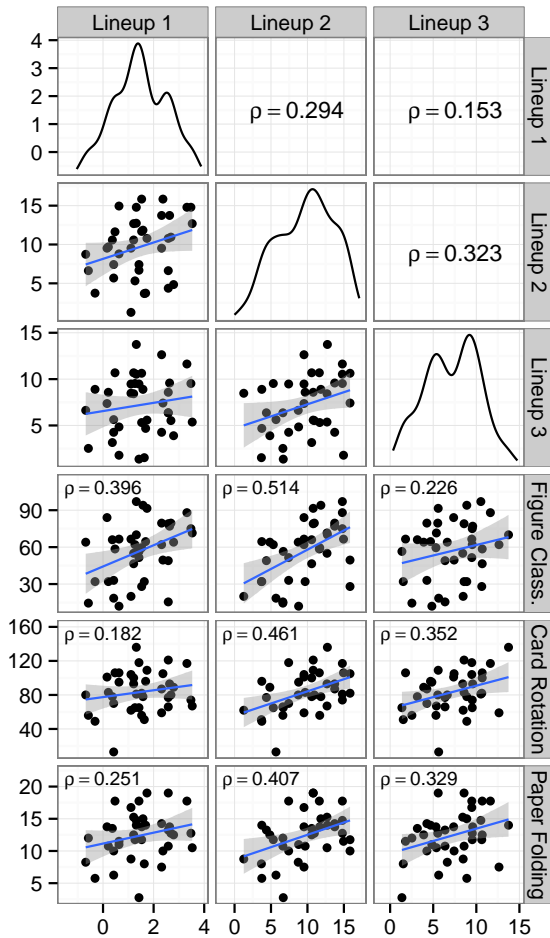 Lineup 1 Lineup 2 Lineup 3
4
3
2
1
0
ρ = 0.294
ρ = 0.153
Lineup 1
15
10
5
ρ = 0.323
Lineup 2
15
10
5
Lineup 3
90
60
30
ρ = 0.396
ρ = 0.514
ρ = 0.226
Figure Class.
160
120
80
40
ρ = 0.182
ρ = 0.461
ρ = 0.352
Card Rotation
20
15
10
5
ρ = 0.251
ρ = 0.407
ρ = 0.329
Paper Folding
0 2 4 0 5 10 15 0 5 10 15